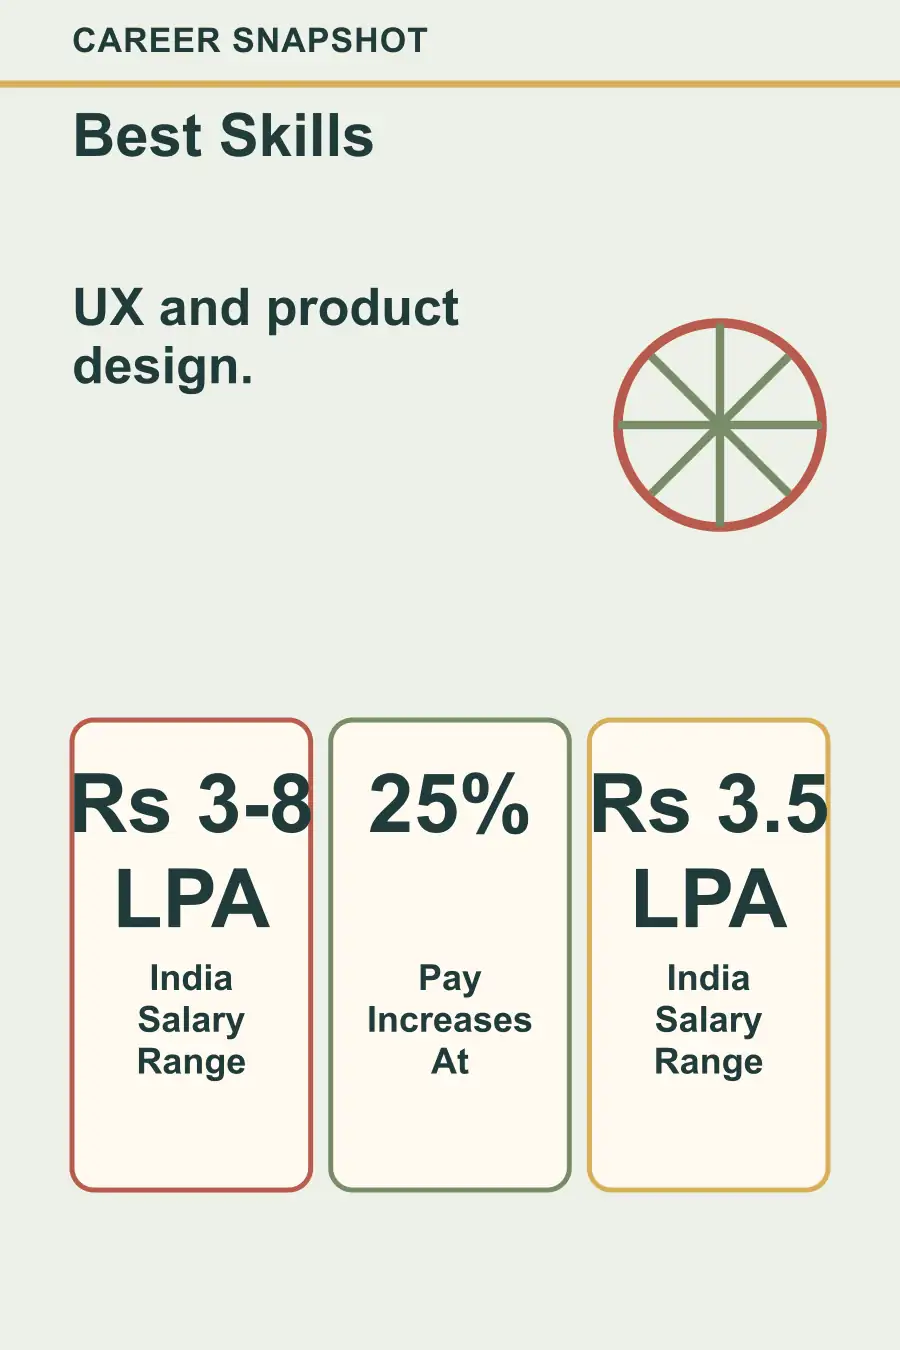 CAREER SNAPSHOT
Best Skills
UX and product
design.
Rs 3-8
LPA
India
Salary
Range
25%
Pay
Increases
At
Rs 3.5
LPA
India
Salary
Range